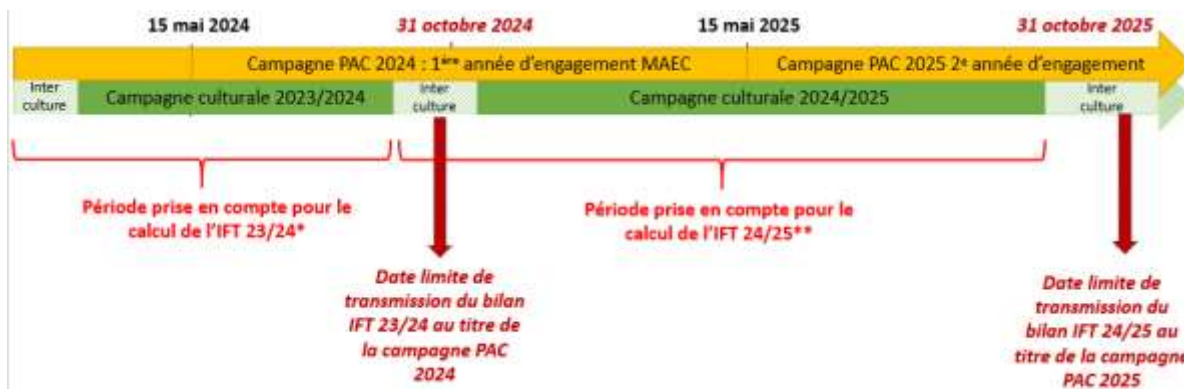 15 mai 2024
31 octobre 2024
15 mai 2025
31 octobre 2025
Campagne PAC 2024 : 1ère année d'engagement MAEC
Campagne PAC 2025 2e année d'engagement
Inter
culture
Campagne culturale 2023/2024
Inter
culture
Campagne culturale 2024/2025
Inter
culture
Période prise en compte pour le
calcul de l'IFT 23/24*
Période prise en compte pour le
calcul de l'IFT 24/25**
Date limite de
transmission du bilan
IFT 23/24 au titre de
la campagne PAC
2024
Date limite de
transmission du
bilan IFT 24/25 au
titre de la campagne
PAC 2025